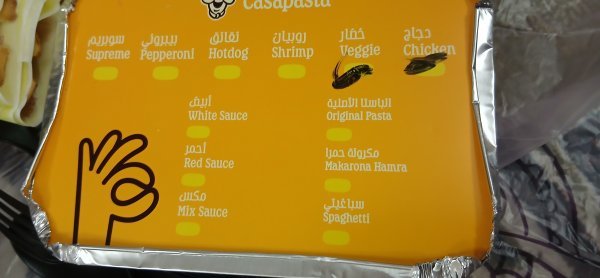 Casapasta
سوبريم بيبروني نقانق روبيان خضار دجاج
Supreme Pepperoni Hotdog Shrimp Veggie Chicken
أبيض
White Sauce
الباستا الأصلية
Original Pasta
أحمر
Red Sauce
مكرونة حمرا
Makarona Hamra
مكس
Mix Sauce
سباغيتي
Spaghetti